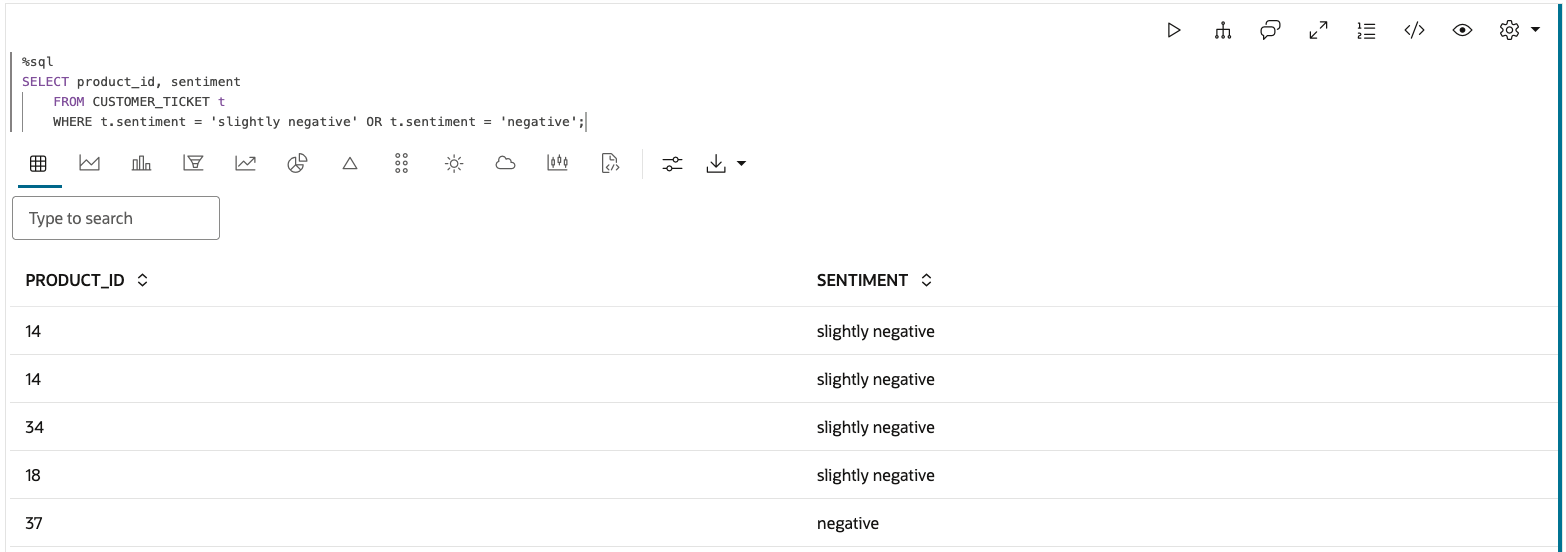 %sql
SELECT product_id, sentiment
    FROM CUSTOMER_TICKET t
    WHERE t.sentiment = 'slightly negative' OR t.sentiment = 'negative';
Type to search
PRODUCT_ID SENTIMENT
14 slightly negative
14 slightly negative
34 slightly negative
18 slightly negative
37 negative